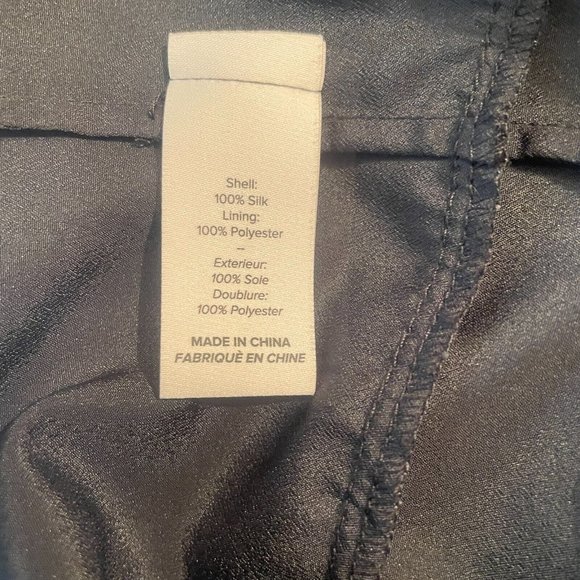 Shell:
100% Silk
Lining:
100% Polyester
–
Exterieur:
100% Soie
Doublure:
100% Polyester
MADE IN CHINA
FABRIQUÈ EN CHINE